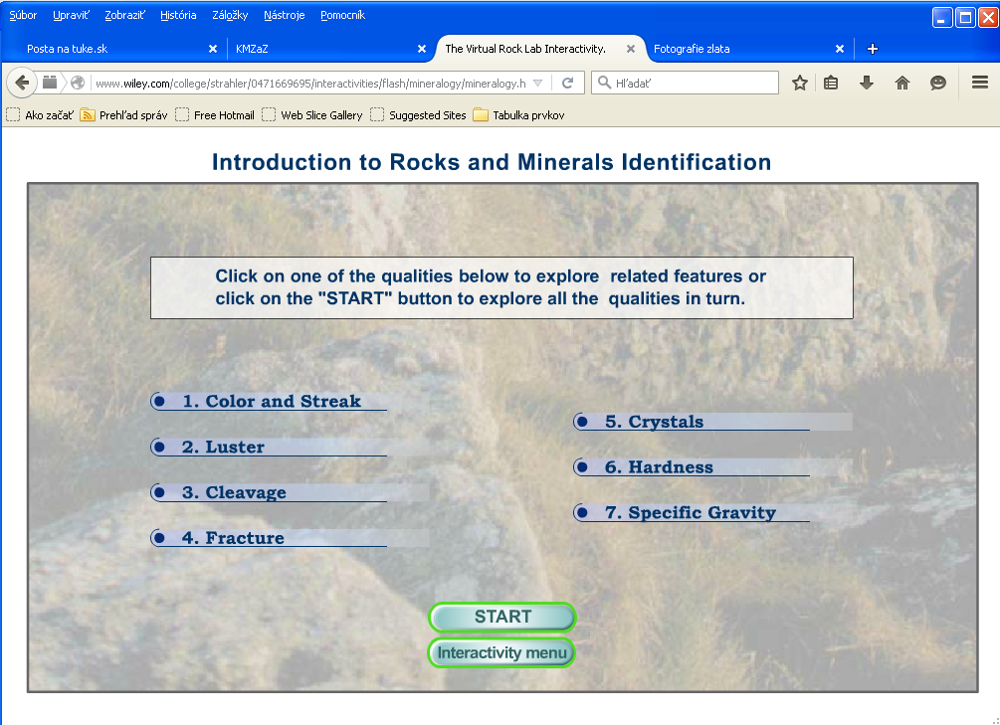 Súbor Upraviť Zobraziť História Záložky Nástroje Pomocník
Posta na tuke.sk KMZaZ The Virtual Rock Lab Interactivity. Fotografie zlata
www.wiley.com/college/strahler/0471669695/interactivities/flash/mineralogy/mineralogy.h Hľadať
Ako začať Prehľad správ Free Hotmail Web Slice Gallery Suggested Sites Tabulka prvkov
Introduction to Rocks and Minerals Identification
Click on one of the qualities below to explore related features or
click on the "START" button to explore all the qualities in turn.
1. Color and Streak
2. Luster
3. Cleavage
4. Fracture
5. Crystals
6. Hardness
7. Specific Gravity
START
Interactivity menu